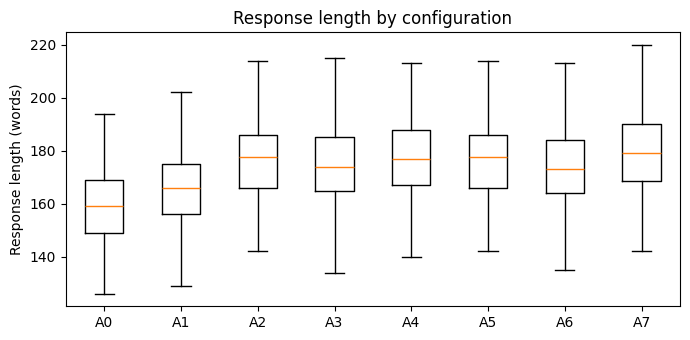 Response length by configuration
Response length (words)
220
200
180
160
140
A0 A1 A2 A3 A4 A5 A6 A7